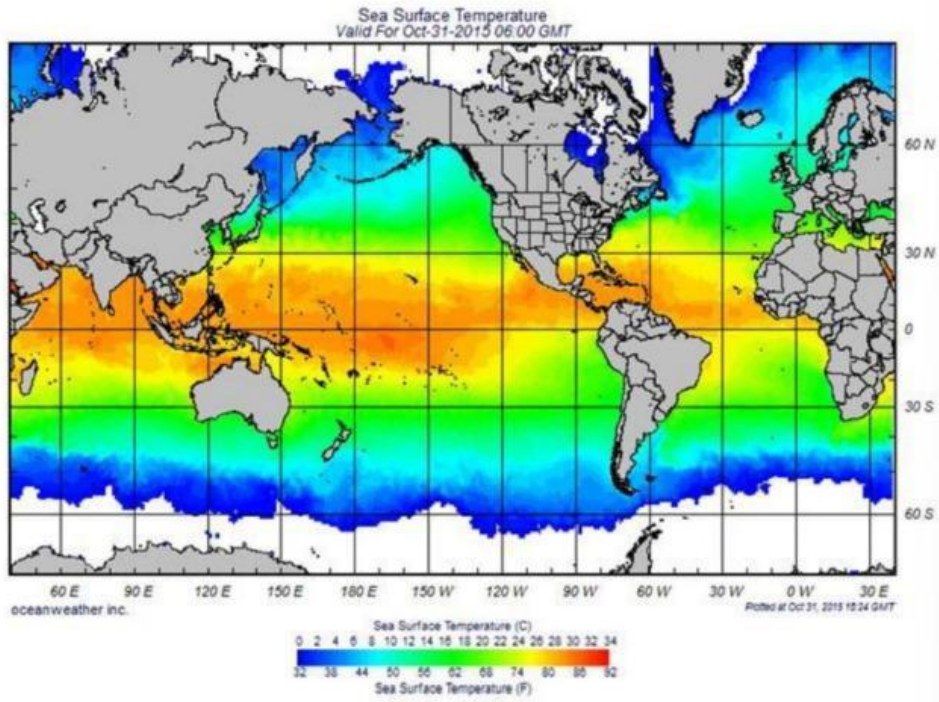 Sea Surface Temperature
Valid For Oct-31-2015 06:00 GMT
60 N
30 N
0
30 S
60 S
60 E 90 E 120 E 150 E 180 E 150 W 120 W 90 W 60 W 30 W 0 W 30 E
oceanweather inc.
Plotted at Oct 31, 2015 15:24 GMT
Sea Surface Temperature (C)
0 2 4 6 8 10 12 14 16 18 20 22 24 26 28 30 32 34
32 38 44 50 56 62 68 74 80 86 92
Sea Surface Temperature (F)